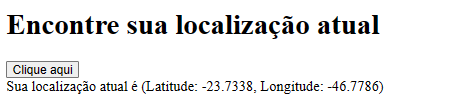 Encontre sua localização atual
Clique aqui
Sua localização atual é (Latitude: -23.7338, Longitude: -46.7786)